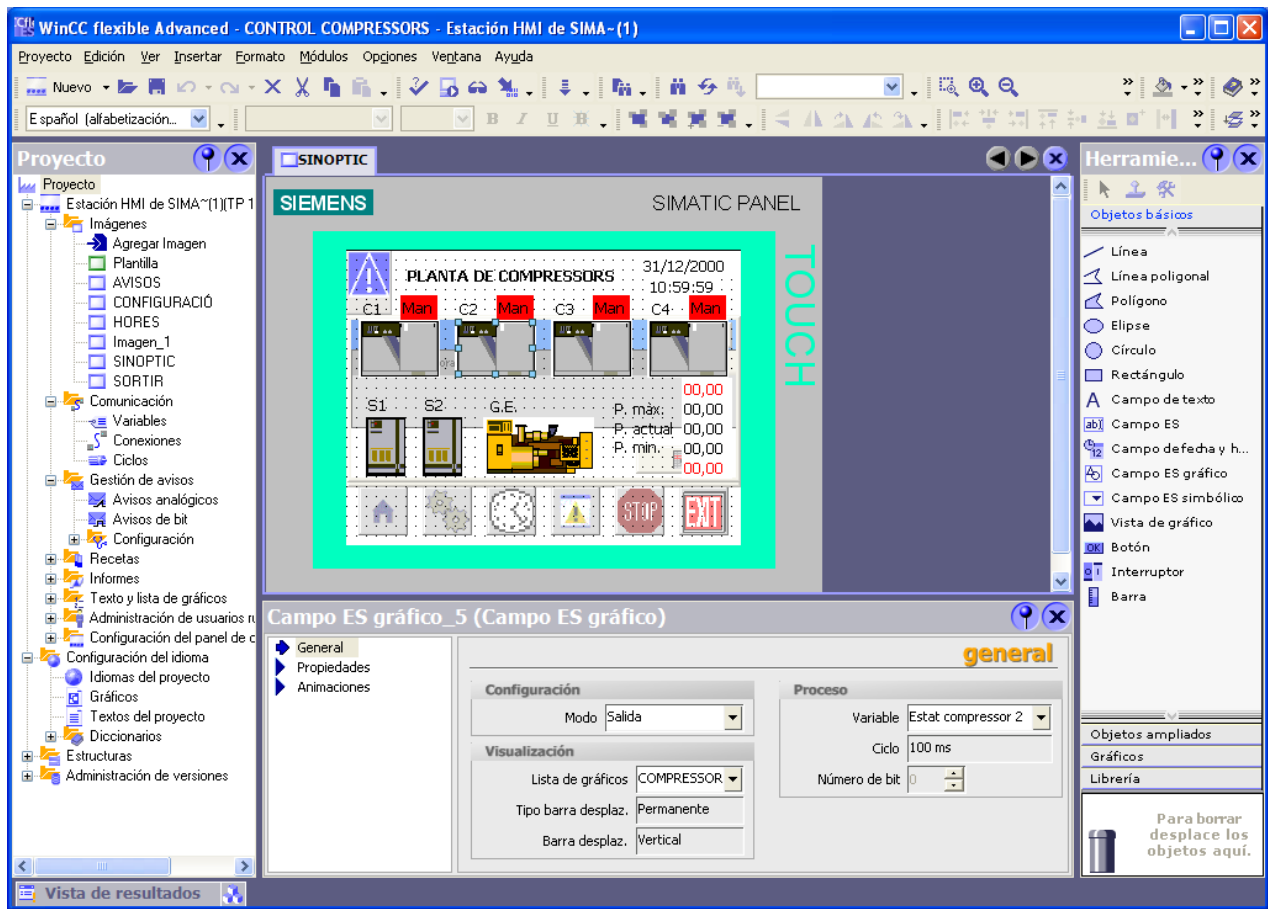 WinCC flexible Advanced - CONTROL COMPRESSORS - Estación HMI de SIMA~(1)
Proyecto Edición Ver Insertar Formato Módulos Opciones Ventana Ayuda
Nuevo
Español (alfabetización...
Proyecto
Proyecto
Estación HMI de SIMA~(1)(TP 1
Imágenes
Agregar Imagen
Plantilla
AVISOS
CONFIGURACIÓ
HORES
Imagen_1
SINOPTIC
SORTIR
Comunicación
Variables
Conexiones
Ciclos
Gestión de avisos
Avisos analógicos
Avisos de bit
Configuración
Recetas
Informes
Texto y lista de gráficos
Administración de usuarios ru
Configuración del panel de c
Configuración del idioma
Idiomas del proyecto
Gráficos
Textos del proyecto
Diccionarios
Estructuras
Administración de versiones
SINOPTIC
SIEMENS
SIMATIC PANEL
TOUCH
PLANTA DE COMPRESSORS
31/12/2000
10:59:59
C1 Man C2 Man C3 Man C4 Man
00,00
S1 S2 G.E. P. màx: 00,00
P. actual 00,00
P. min. 00,00
00,00
STOP EXIT
Campo ES gráfico_5 (Campo ES gráfico)
General
Propiedades
Animaciones
general
Configuración
Modo Salida
Visualización
Lista de gráficos COMPRESSOR
Tipo barra desplaz. Permanente
Barra desplaz. Vertical
Proceso
Variable Estat compressor 2
Ciclo 100 ms
Número de bit 0
Herramie...
Objetos básicos
Línea
Línea poligonal
Polígono
Elipse
Círculo
Rectángulo
Campo de texto
Campo ES
Campo de fecha y h...
Campo ES gráfico
Campo ES simbólico
Vista de gráfico
Botón
Interruptor
Barra
Objetos ampliados
Gráficos
Librería
Para borrar
desplace los
objetos aquí.
Vista de resultados